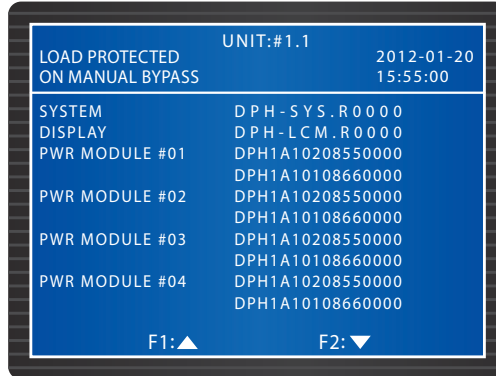 UNIT:#1.1
LOAD PROTECTED 2012-01-20
ON MANUAL BYPASS 15:55:00
SYSTEM DPH-SYS.R0000
DISPLAY DPH-LCM.R0000
PWR MODULE #01 DPH1A10208550000
DPH1A10108660000
PWR MODULE #02 DPH1A10208550000
DPH1A10108660000
PWR MODULE #03 DPH1A10208550000
DPH1A10108660000
PWR MODULE #04 DPH1A10208550000
DPH1A10108660000
F1:▲ F2:▼